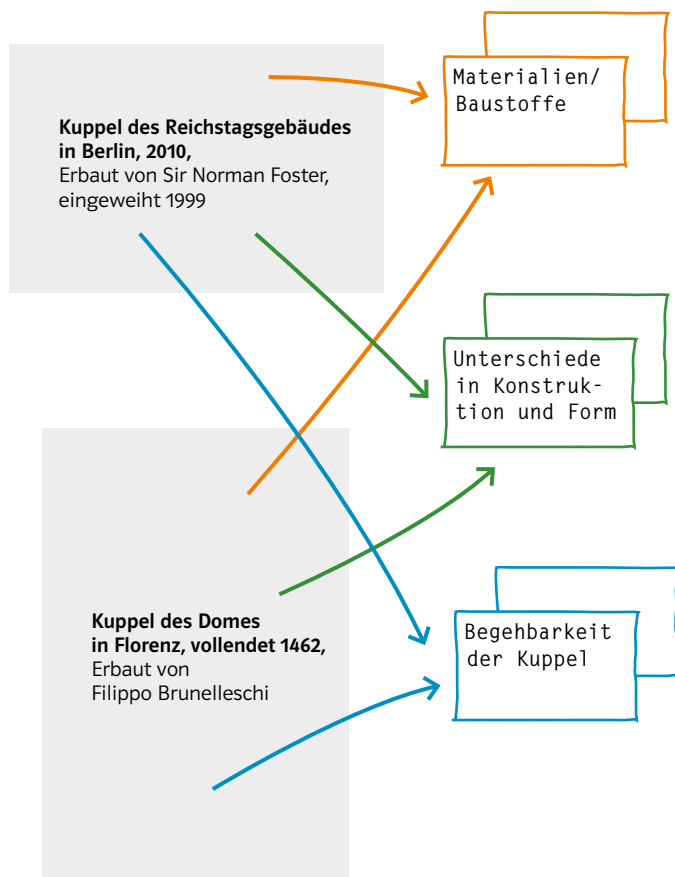 Materialien/
Baustoffe
Kuppel des Reichstagsgebäudes
in Berlin, 2010,
Erbaut von Sir Norman Foster,
eingeweiht 1999
Unterschiede
in Konstruk-
tion und Form
Kuppel des Domes
in Florenz, vollendet 1462,
Erbaut von
Filippo Brunelleschi
Begehbarkeit
der Kuppel